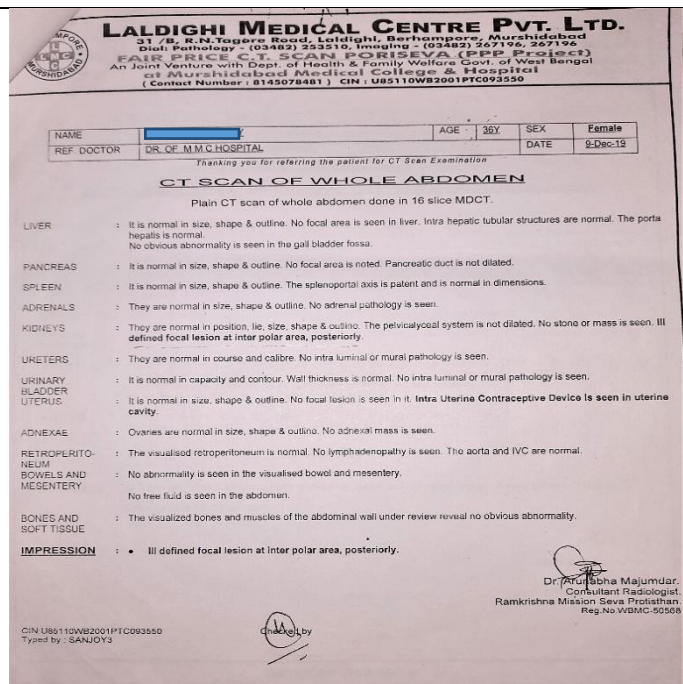 LALDIGHI MEDICAL CENTRE PVT. LTD.
31 /B, R.N.Tagore Road, Laldighi, Berhampore, Murshidabad
Dial: Pathology - (03482) 253510, Imaging - (03482) 267196, 267196
FAIR PRICE C.T. SCAN PORISEVA (PPP Project)
An Joint Venture with Dept. of Health & Family Welfare Govt. of West Bengal
at Murshidabad Medical College & Hospital
( Contact Number : 8145078481 ) CIN : U85110WB2001PTC093550
LMC
MURSHIDABAD
NAME AGE - 36Y SEX Female
REF DOCTOR DR. OF M M C HOSPITAL DATE 9-Dec-19
Thanking you for referring the patient for CT Scan Examination
CT SCAN OF WHOLE ABDOMEN
Plain CT scan of whole abdomen done in 16 slice MDCT.
LIVER : It is normal in size, shape & outline. No focal area is seen in liver. Intra hepatic tubular structures are normal. The porta
hepatis is normal.
No obvious abnormality is seen in the gall bladder fossa.
PANCREAS : It is normal in size, shape & outline. No focal area is noted. Pancreatic duct is not dilated.
SPLEEN : It is normal in size, shape & outline. The splenoportal axis is patent and is normal in dimensions.
ADRENALS : They are normal in size, shape & outline. No adrenal pathology is seen.
KIDNEYS : They are normal in position, lie, size, shape & outline. The pelvicalyceal system is not dilated. No stone or mass is seen. Ill
defined focal lesion at inter polar area, posteriorly.
URETERS : They are normal in course and calibre. No intra luminal or mural pathology is seen.
URINARY BLADDER : It is normal in capacity and contour. Wall thickness is normal. No intra luminal or mural pathology is seen.
UTERUS : It is normal in size, shape & outline. No focal lesion is seen in it. Intra Uterine Contraceptive Device is seen in uterine
cavity.
ADNEXAE : Ovaries are normal in size, shape & outline. No adnexal mass is seen.
RETROPERITO-NEUM : The visualised retroperitoneum is normal. No lymphadenopathy is seen. The aorta and IVC are normal.
BOWELS AND MESENTERY : No abnormality is seen in the visualised bowel and mesentery.
No free fluid is seen in the abdomen.
BONES AND SOFT TISSUE : The visualized bones and muscles of the abdominal wall under review reveal no obvious abnormality.
IMPRESSION : • Ill defined focal lesion at inter polar area, posteriorly.
Dr. Arunabha Majumdar.
Consultant Radiologist.
Ramkrishna Mission Seva Protisthan.
Reg.No.WBMC-50568
CIN:U85110WB2001PTC093550
Typed by : SANJOY3
Checked by